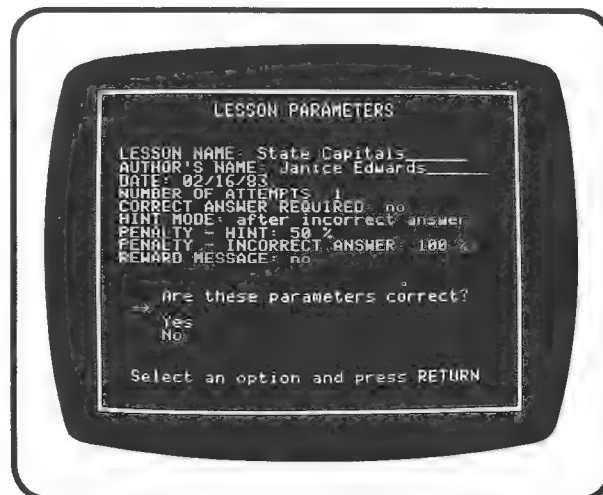 LESSON PARAMETERS
LESSON NAME: State Capitals______
AUTHOR'S NAME: Janice Edwards______
DATE: 02/16/83
NUMBER OF ATTEMPTS: 1
CORRECT ANSWER REQUIRED: no
HINT MODE: after incorrect answer
PENALTY - HINT: 50 %
PENALTY - INCORRECT ANSWER: 100 %
REWARD MESSAGE: no
Are these parameters correct?
Yes
No
Select an option and press RETURN